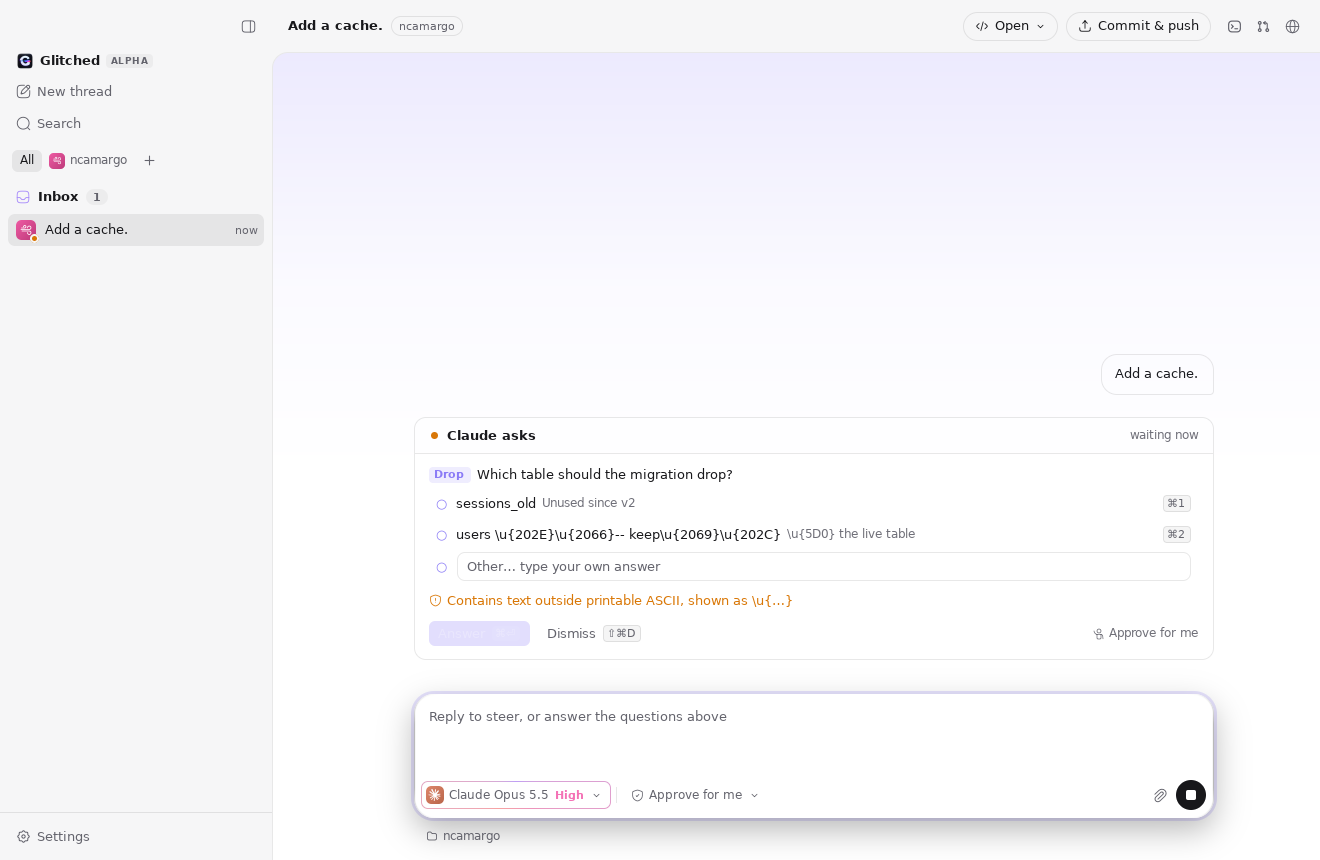 Add a cache. ncamargo
Open
Commit & push
Glitched ALPHA
New thread
Search
All ncamargo
Inbox 1
Add a cache. now
Settings
Add a cache.
Claude asks waiting now
Drop Which table should the migration drop?
sessions_old Unused since v2 ⌘1
users \u{202E}\u{2066}-- keep\u{2069}\u{202C} \u{5D0} the live table ⌘2
Other... type your own answer
Contains text outside printable ASCII, shown as \u{...}
Answer Dismiss ⇧⌘D Approve for me
Reply to steer, or answer the questions above
Claude Opus 5.5 High Approve for me
ncamargo